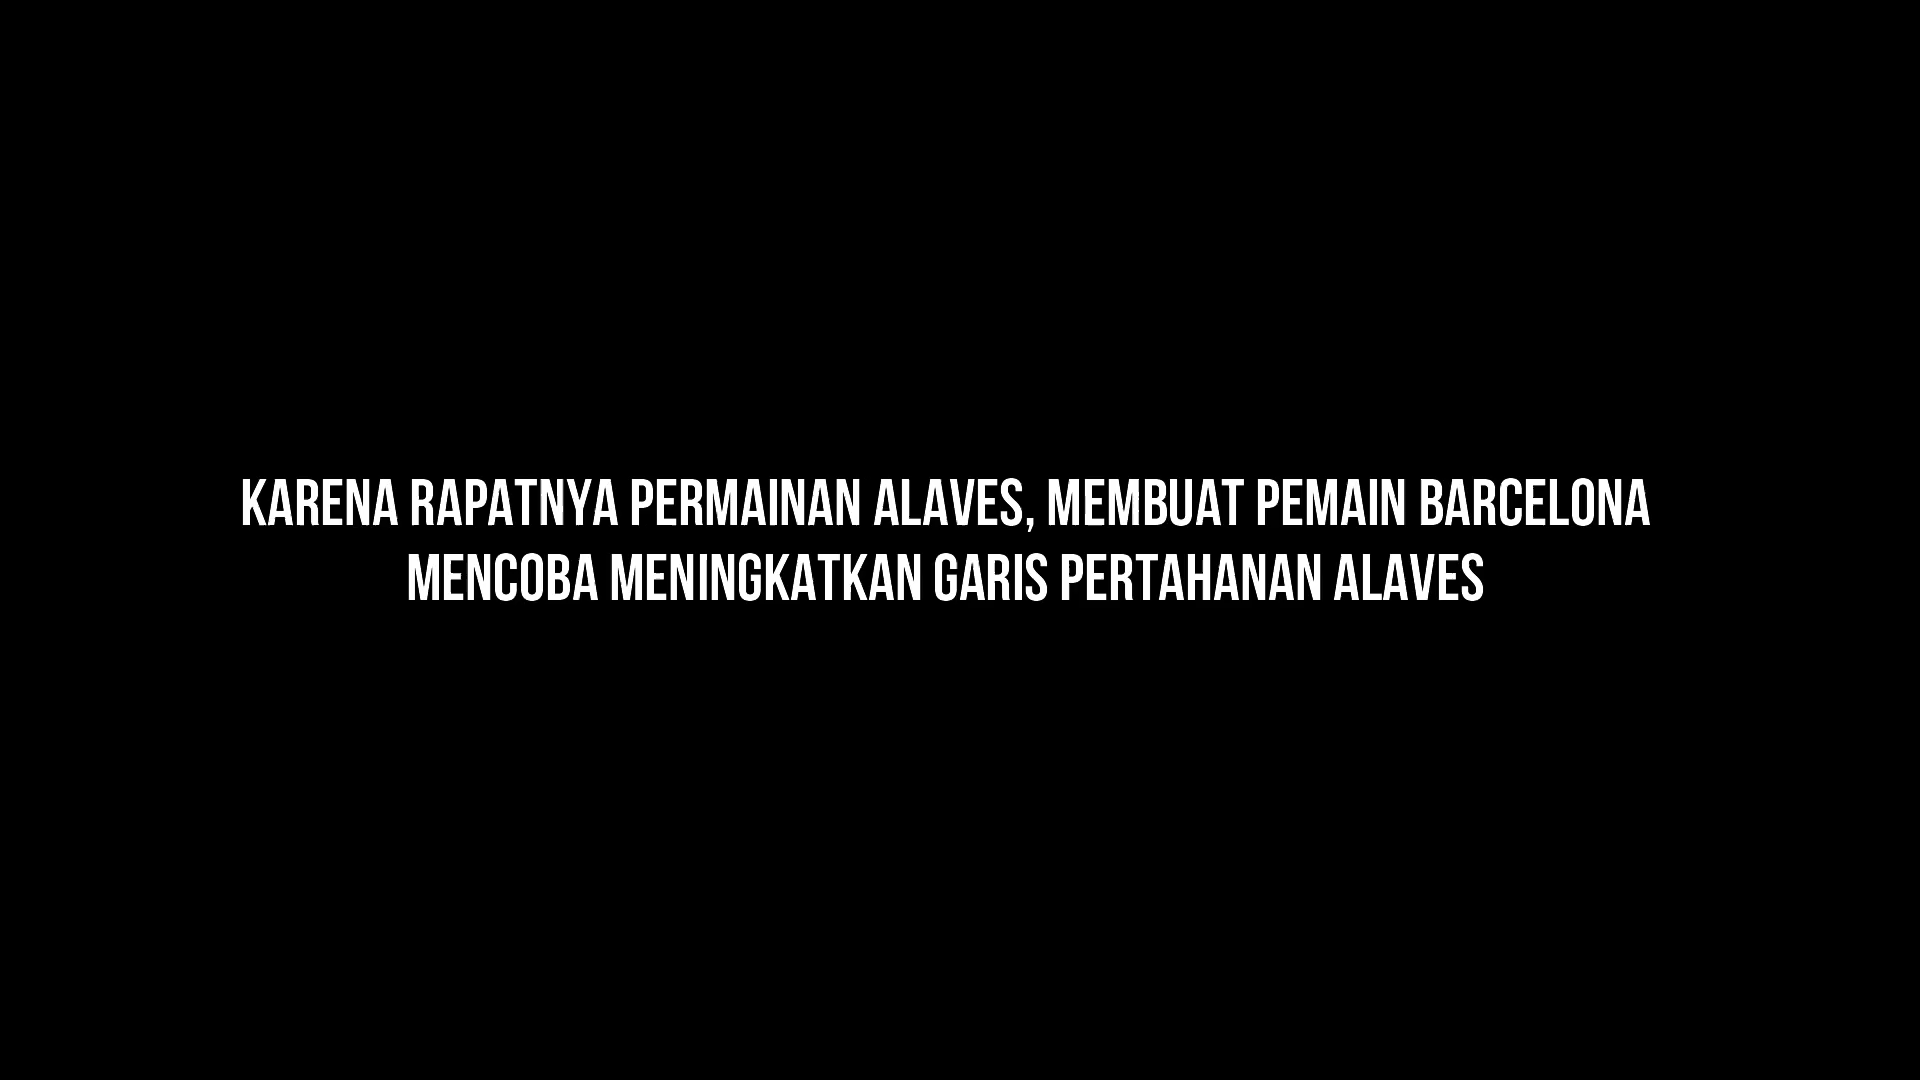 KARENA RAPATNYA PERMAINAN ALAVES, MEMBUAT PEMAIN BARCELONA
MENCOBA MENINGKATKAN GARIS PERTAHANAN ALAVES